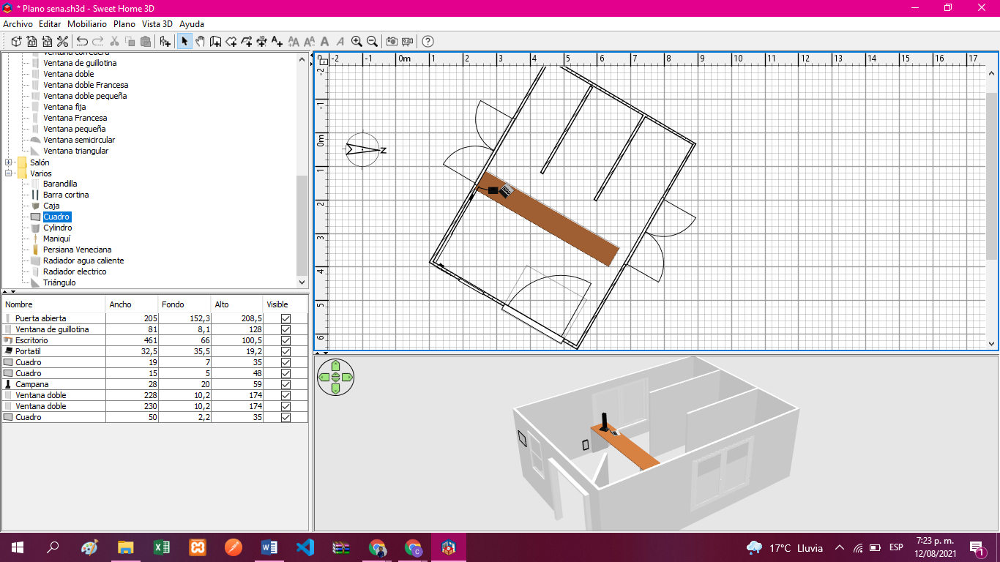 * Plano sena.sh3d - Sweet Home 3D
Archivo Editar Mobiliario Plano Vista 3D Ayuda
Ventana corredera
Ventana de guillotina
Ventana doble
Ventana doble Francesa
Ventana doble pequeña
Ventana fija
Ventana Francesa
Ventana pequeña
Ventana semicircular
Ventana triangular
Salón
Varios
Barandilla
Barra cortina
Caja
Cuadro
Cylindro
Maniquí
Persiana Veneciana
Radiador agua caliente
Radiador electrico
Triángulo
Nombre Ancho Fondo Alto Visible
Puerta abierta 205 152,3 208,5
Ventana de guillotina 81 8,1 128
Escritorio 461 66 100,5
Portatil 32,5 35,5 19,2
Cuadro 19 7 35
Cuadro 15 5 48
Campana 28 20 59
Ventana doble 228 10,2 174
Ventana doble 230 10,2 174
Cuadro 50 2,2 35
-2 -1 0m 1 2 3 4 5 6 7 8 9 10 11 12 13 14 15 16 17
-2
-1
0m
1
2
3
4
5
6
N
17°C Lluvia
ESP
7:23 p. m.
12/08/2021
1